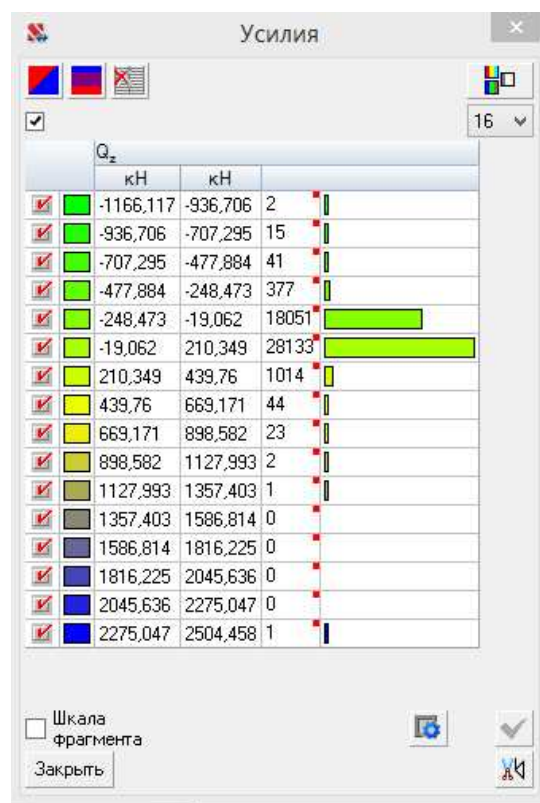 Усилия
16
Qz
кН кН
-1166,117 -936,706 2
-936,706 -707,295 15
-707,295 -477,884 41
-477,884 -248,473 377
-248,473 -19,062 18051
-19,062 210,349 28133
210,349 439,76 1014
439,76 669,171 44
669,171 898,582 23
898,582 1127,993 2
1127,993 1357,403 1
1357,403 1586,814 0
1586,814 1816,225 0
1816,225 2045,636 0
2045,636 2275,047 0
2275,047 2504,458 1
Шкала
фрагмента
Закрыть